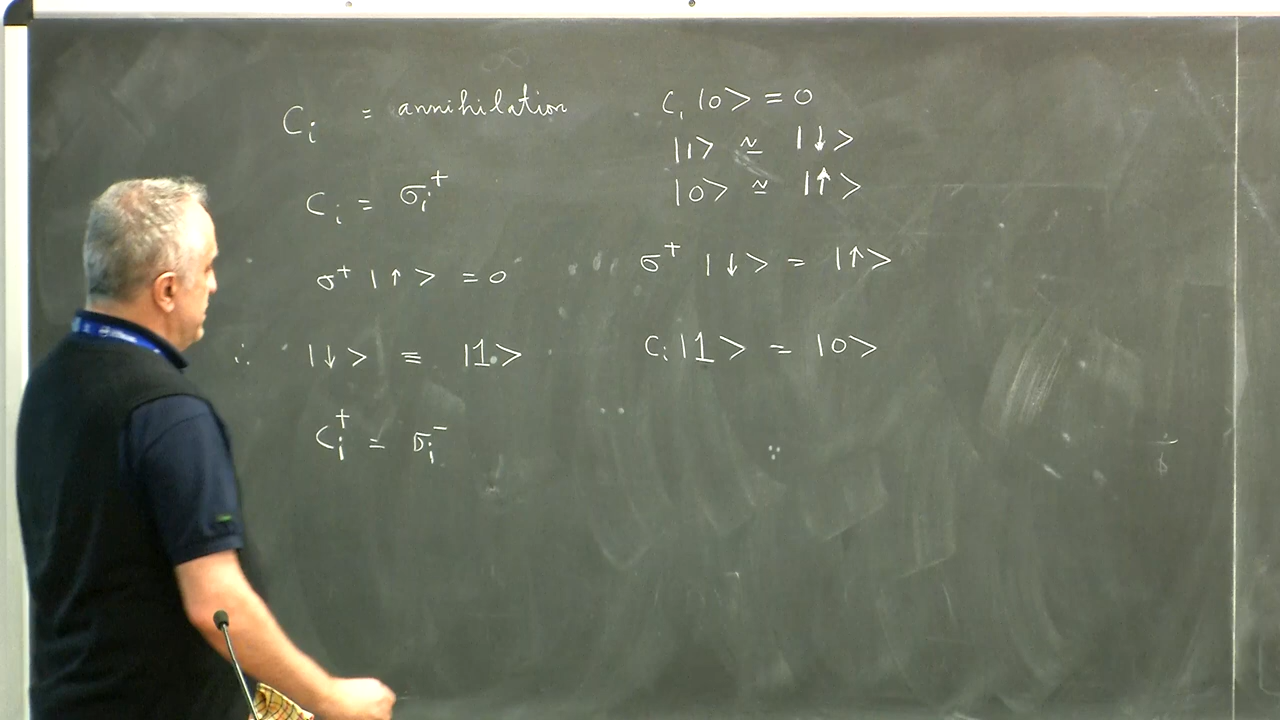 C_i = annihilation
C_i |0> = 0
|1> ≃ |↓>
|0> ≃ |↑>
C_i = σ_i^+
σ^+ |↑> = 0
σ^+ |↓> = |↑>
∴ |↓> ≡ |1>
C_i |1> = |0>
C_i^† = σ_i^-